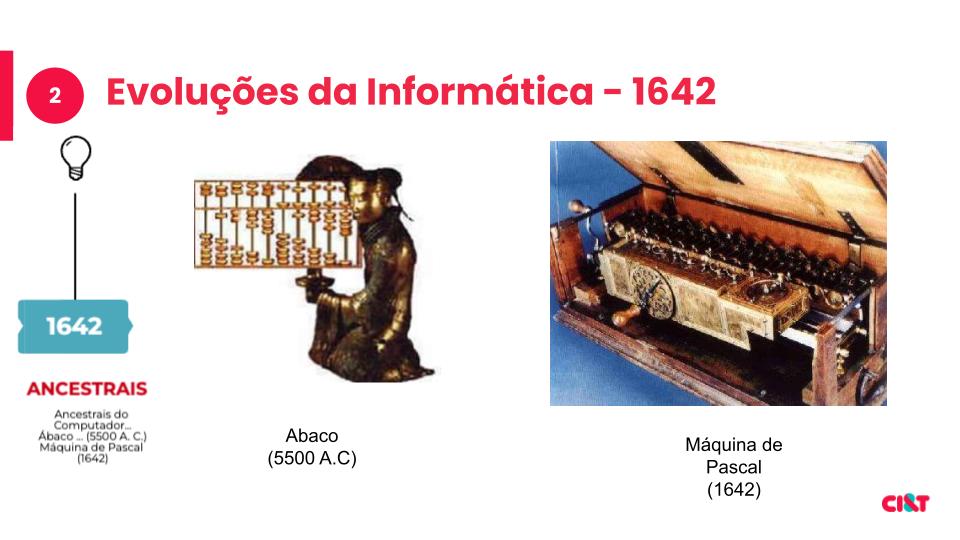 2
Evoluções da Informática - 1642
1642
ANCESTRAIS
Ancestrais do
Computador...
Ábaco ... (5500 A. C.)
Máquina de Pascal
(1642)
Abaco
(5500 A.C)
Máquina de
Pascal
(1642)
CI&T